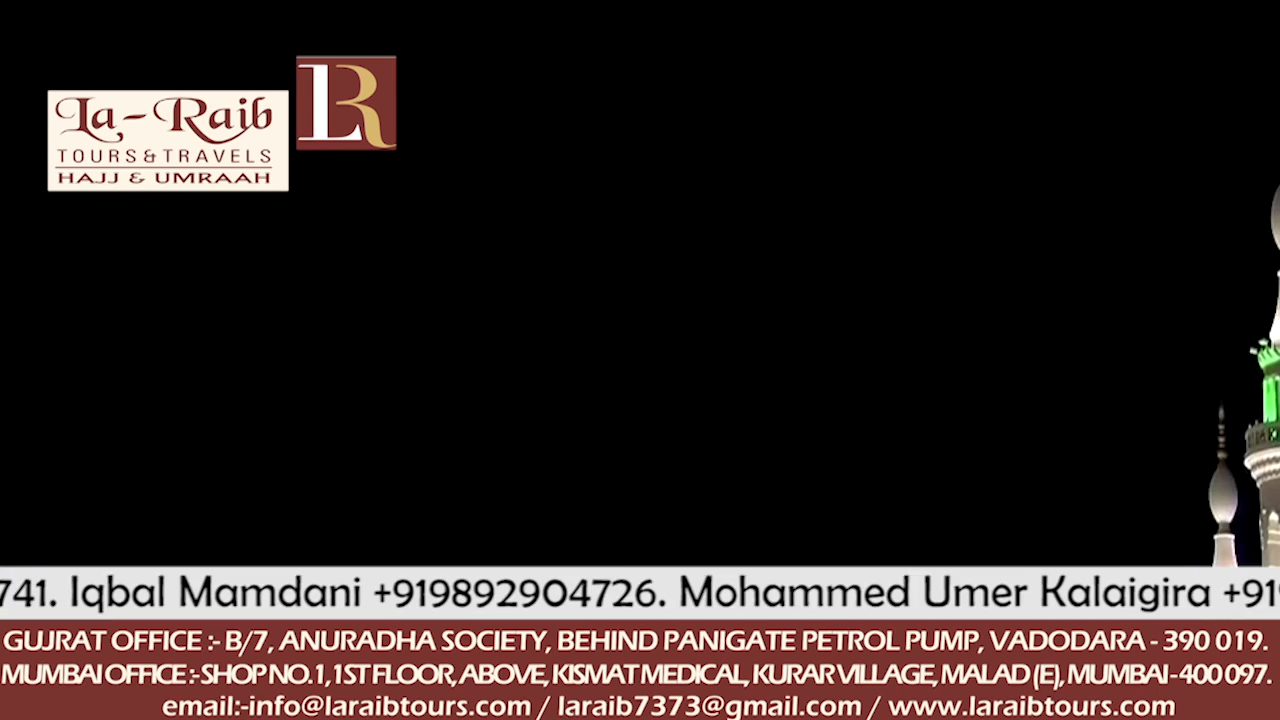 La-Raib
TOURS & TRAVELS
HAJJ & UMRAAH
LR
741. Iqbal Mamdani +919892904726. Mohammed Umer Kalaigira +919
GUJRAT OFFICE :- B/7, ANURADHA SOCIETY, BEHIND PANIGATE PETROL PUMP, VADODARA - 390 019.
MUMBAI OFFICE :- SHOP NO. 1, 1ST FLOOR, ABOVE, KISMAT MEDICAL, KURAR VILLAGE, MALAD (E), MUMBAI - 400 097.
email:-info@laraibtours.com / laraib7373@gmail.com / www.laraibtours.com